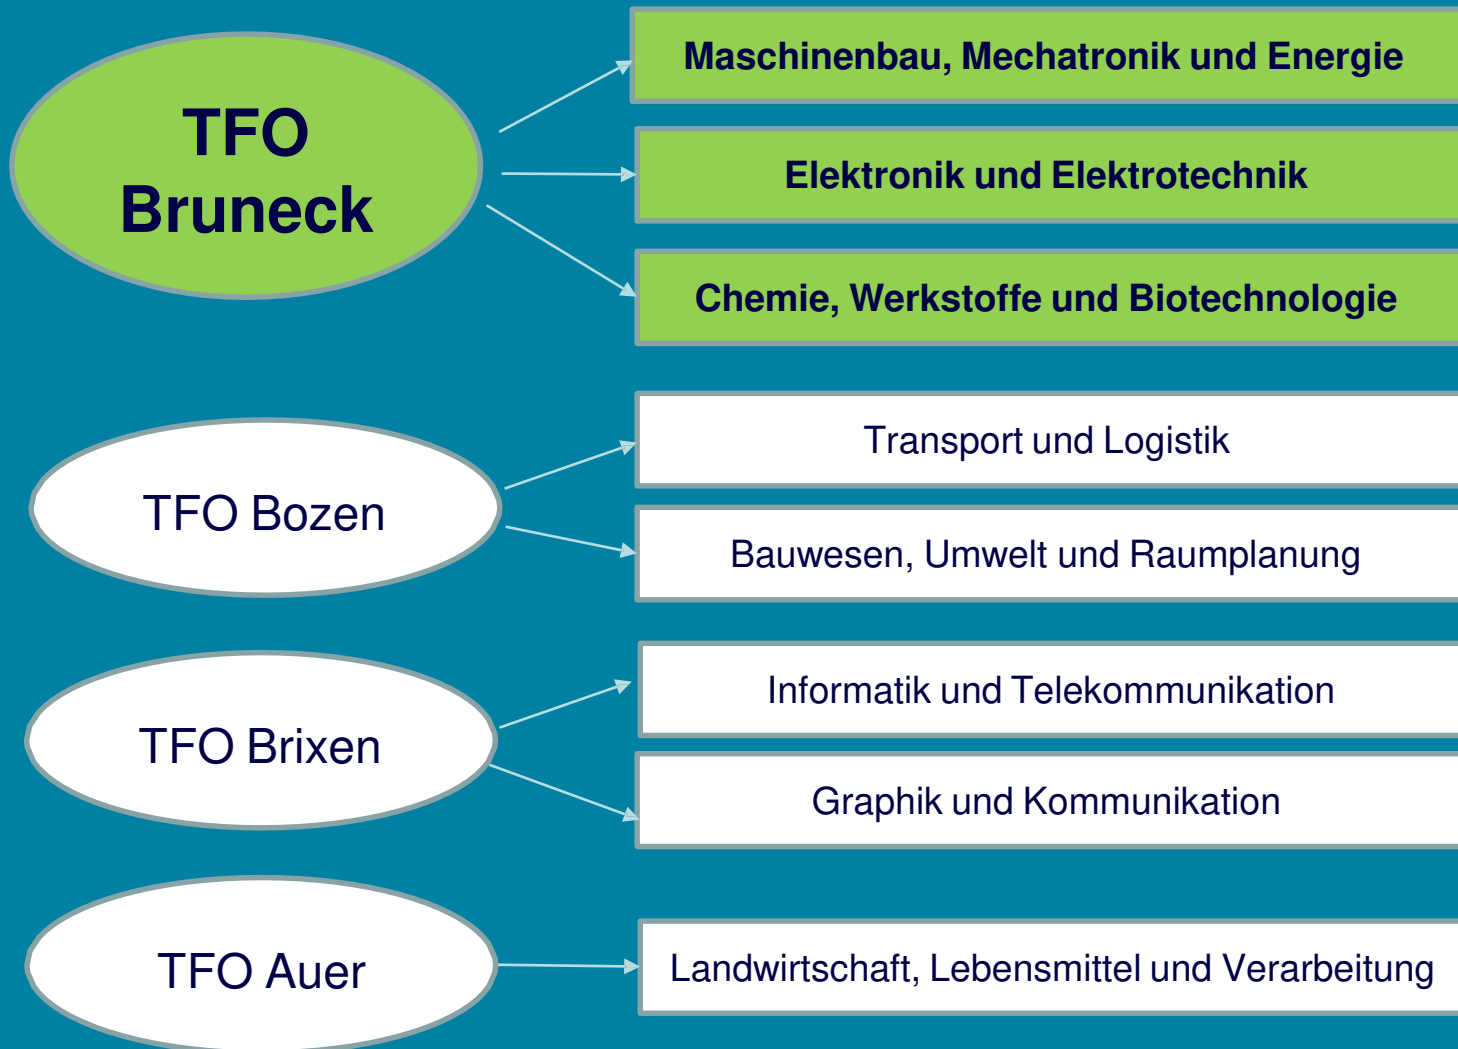 TFO
Bruneck
Maschinenbau, Mechatronik und Energie
Elektronik und Elektrotechnik
Chemie, Werkstoffe und Biotechnologie
TFO Bozen
Transport und Logistik
Bauwesen, Umwelt und Raumplanung
TFO Brixen
Informatik und Telekommunikation
Graphik und Kommunikation
TFO Auer
Landwirtschaft, Lebensmittel und Verarbeitung